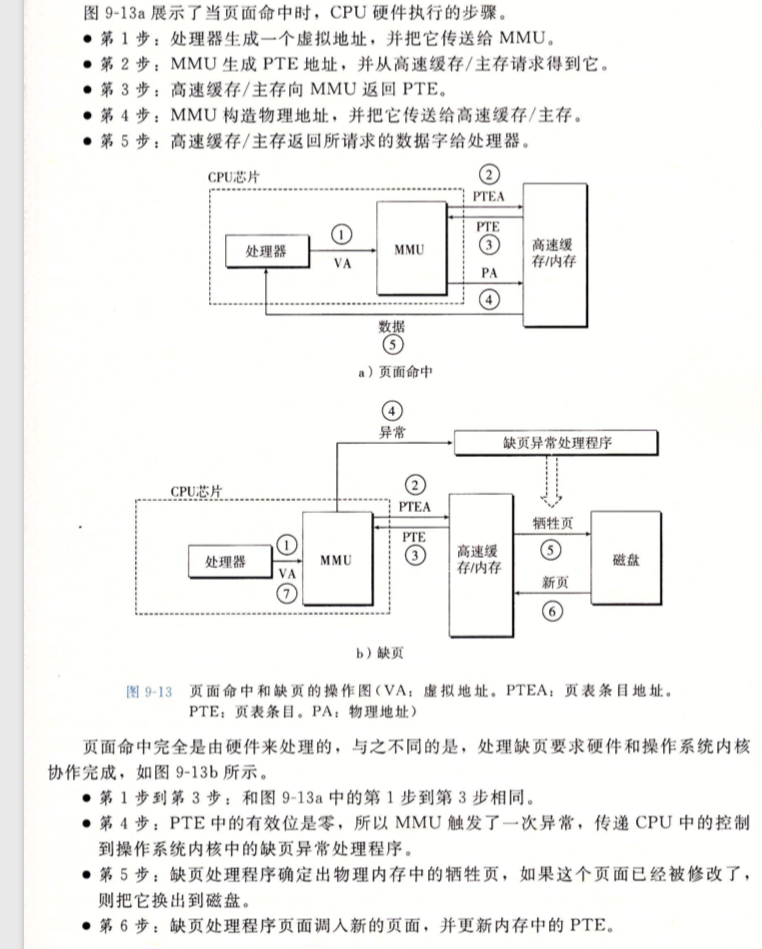 图 9-13a 展示了当页面命中时，CPU 硬件执行的步骤。
● 第 1 步：处理器生成一个虚拟地址，并把它传送给 MMU。
● 第 2 步：MMU 生成 PTE 地址，并从高速缓存/主存请求得到它。
● 第 3 步：高速缓存/主存向 MMU 返回 PTE。
● 第 4 步：MMU 构造物理地址，并把它传送给高速缓存/主存。
● 第 5 步：高速缓存/主存返回所请求的数据字给处理器。
CPU芯片
②
PTEA
处理器
①
VA
MMU
PTE
③
高速缓
存/内存
PA
④
数据
⑤
a）页面命中
④
异常
缺页异常处理程序
CPU芯片
②
PTEA
处理器
①
VA
⑦
MMU
PTE
③
高速缓
存/内存
牺牲页
⑤
磁盘
新页
⑥
b）缺页
图 9-13 页面命中和缺页的操作图（VA：虚拟地址。PTEA：页表条目地址。
PTE：页表条目。PA：物理地址）
页面命中完全是由硬件来处理的，与之不同的是，处理缺页要求硬件和操作系统内核
协作完成，如图 9-13b 所示。
● 第 1 步到第 3 步：和图 9-13a 中的第 1 步到第 3 步相同。
● 第 4 步：PTE 中的有效位是零，所以 MMU 触发了一次异常，传递 CPU 中的控制
到操作系统内核中的缺页异常处理程序。
● 第 5 步：缺页处理程序确定出物理内存中的牺牲页，如果这个页面已经被修改了，
则把它换出到磁盘。
● 第 6 步：缺页处理程序页面调入新的页面，并更新内存中的 PTE。